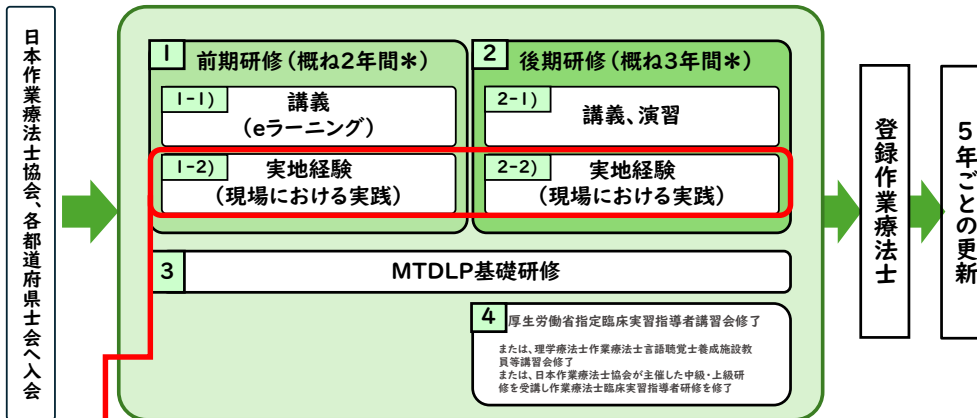 日本作業療法士協会、各都道府県士会へ入会
1 前期研修（概ね2年間＊）
1-1) 講義
（eラーニング）
1-2) 実地経験
（現場における実践）
2 後期研修（概ね3年間＊）
2-1) 講義、演習
2-2) 実地経験
（現場における実践）
3 MTDLP基礎研修
4 厚生労働省指定臨床実習指導者講習会修了
または、理学療法士作業療法士言語聴覚士養成施設教
員等講習会修了
または、日本作業療法士協会が主催した中級・上級研
修を受講し作業療法士臨床実習指導者研修を修了
登録作業療法士
5年ごとの更新